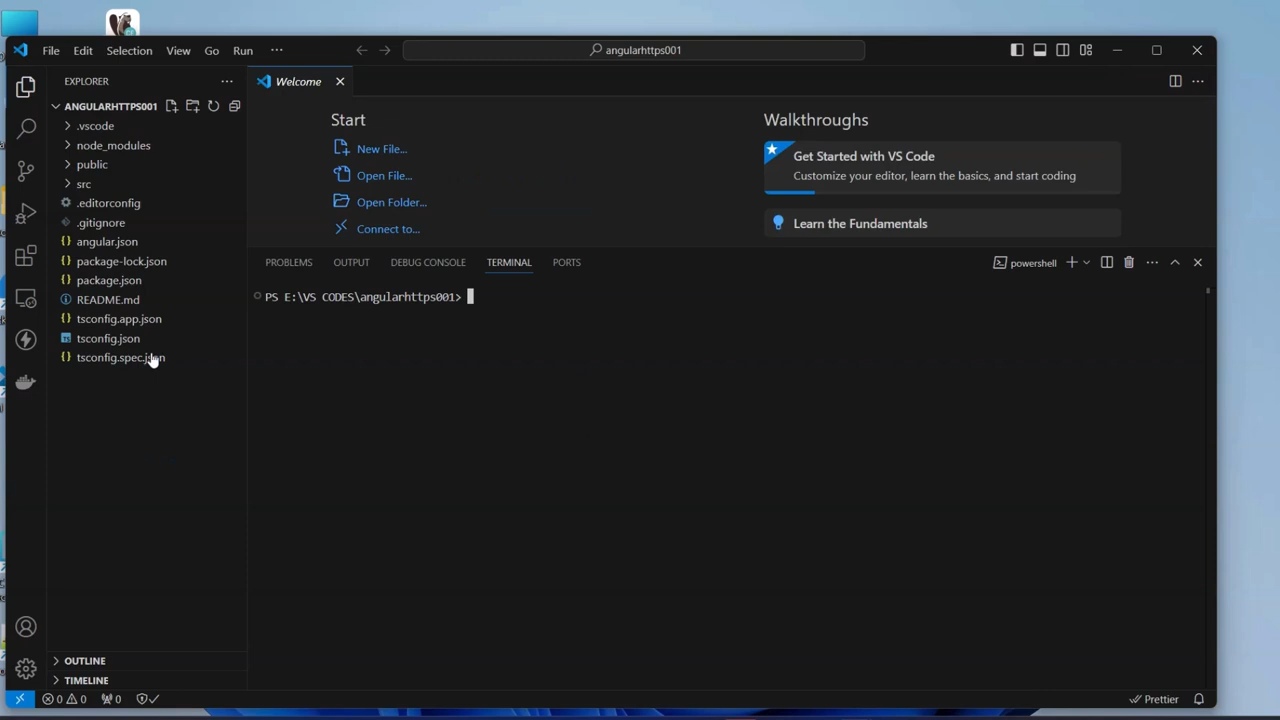 File Edit Selection View Go Run ··· angularhttps001
EXPLORER ···
Welcome
ANGULARHTTPS001
.vscode
node_modules
public
src
.editorconfig
.gitignore
angular.json
package-lock.json
package.json
README.md
tsconfig.app.json
tsconfig.json
tsconfig.spec.json
OUTLINE
TIMELINE
Start
New File...
Open File...
Open Folder...
Connect to...
Walkthroughs
Get Started with VS Code
Customize your editor, learn the basics, and start coding
Learn the Fundamentals
PROBLEMS OUTPUT DEBUG CONSOLE TERMINAL PORTS powershell
PS E:\VS CODES\angularhttps001>
0 0 0 Prettier